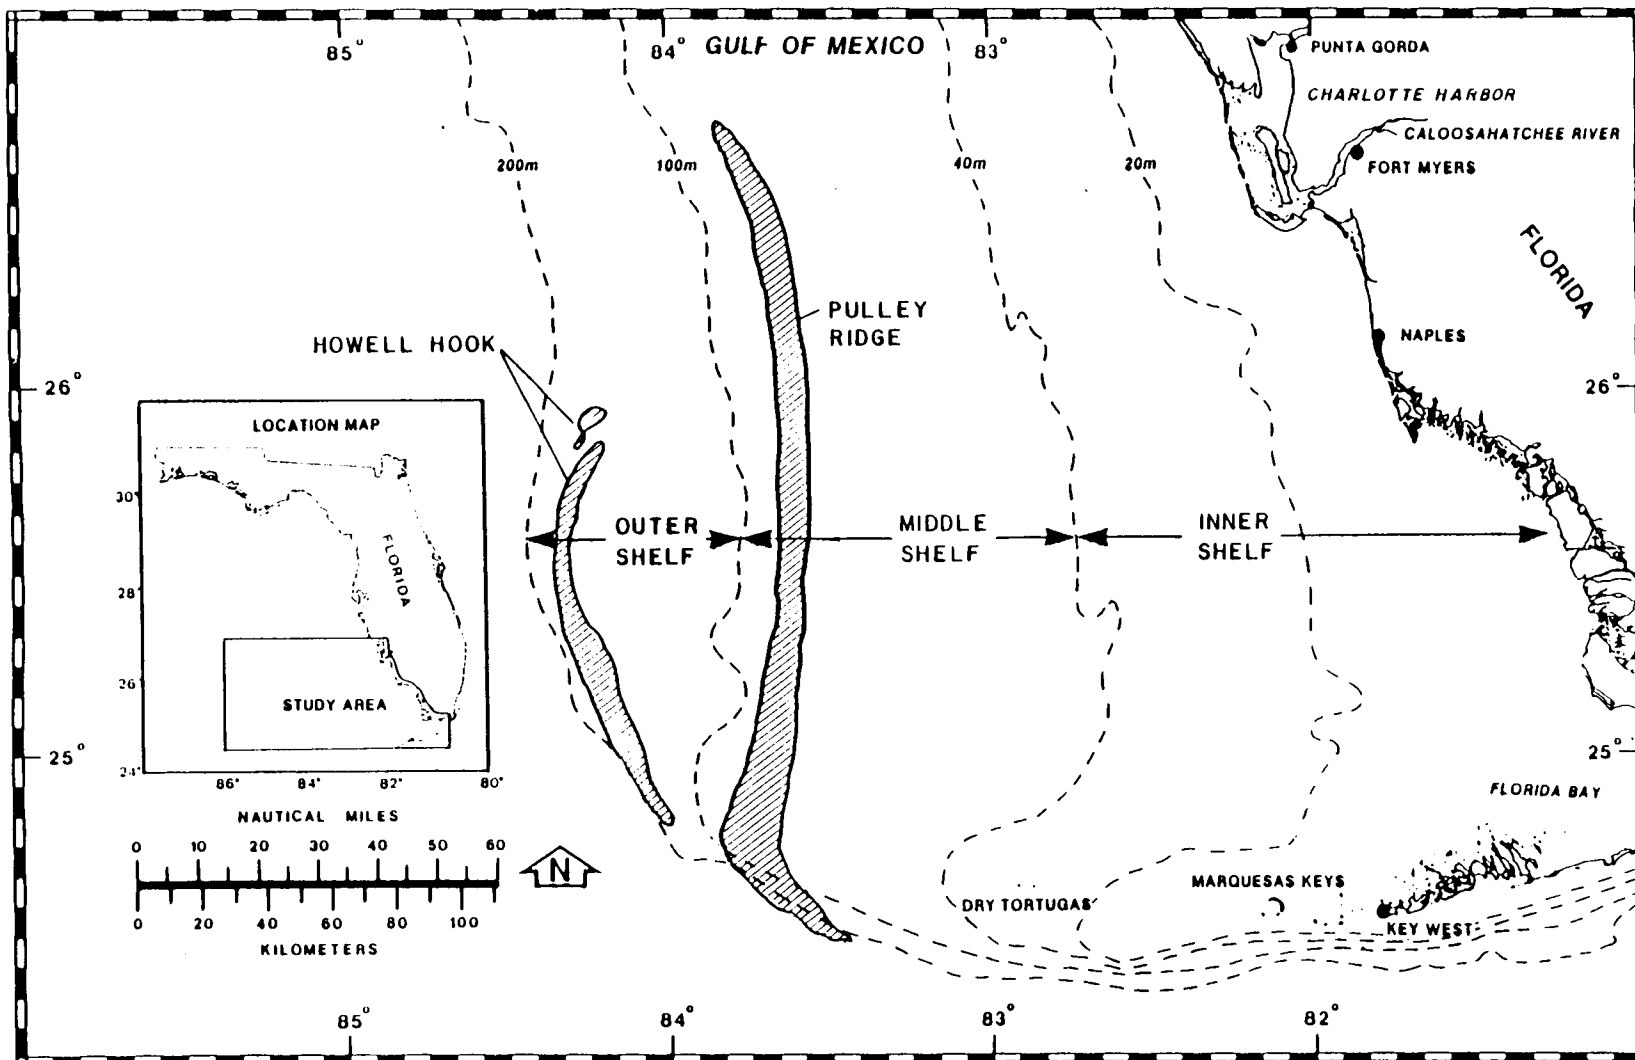 85°
84°
GULF OF MEXICO
83°
PUNTA GORDA
CHARLOTTE HARBOR
CALOOSAHATCHEE RIVER
FORT MYERS
200m
100m
40m
20m
FLORIDA
PULLEY
RIDGE
HOWELL HOOK
NAPLES
26°
26°
LOCATION MAP
30°
FLORIDA
28°
26
STUDY AREA
24°
86°
84°
82°
80°
OUTER
SHELF
MIDDLE
SHELF
INNER
SHELF
25°
25°
FLORIDA BAY
NAUTICAL MILES
0 10 20 30 40 50 60
0 20 40 60 80 100
KILOMETERS
N
DRY TORTUGAS
MARQUESAS KEYS
KEY WEST
85°
84°
83°
82°